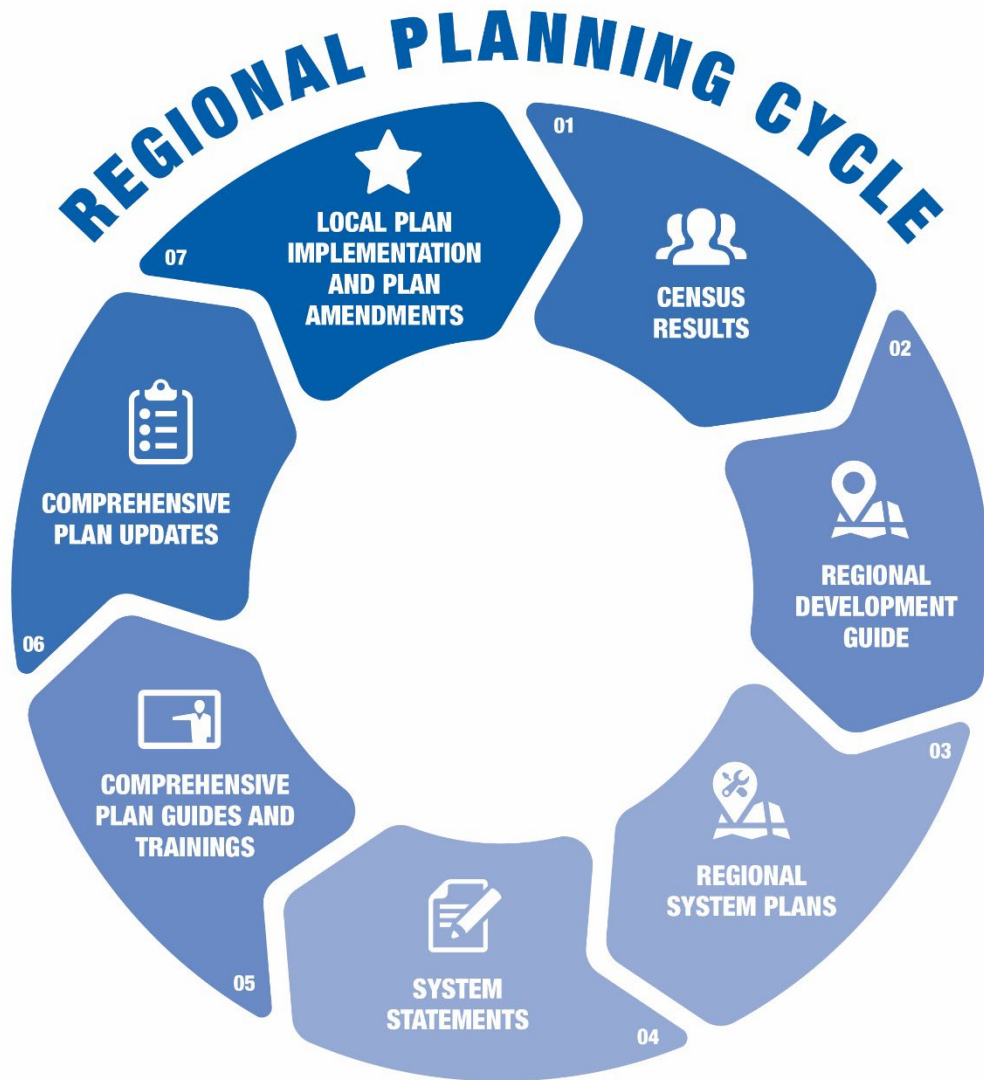 REGIONAL PLANNING CYCLE
01
CENSUS
RESULTS
02
REGIONAL
DEVELOPMENT
GUIDE
03
REGIONAL
SYSTEM PLANS
04
SYSTEM
STATEMENTS
05
COMPREHENSIVE
PLAN GUIDES AND
TRAININGS
06
COMPREHENSIVE
PLAN UPDATES
07
LOCAL PLAN
IMPLEMENTATION
AND PLAN
AMENDMENTS